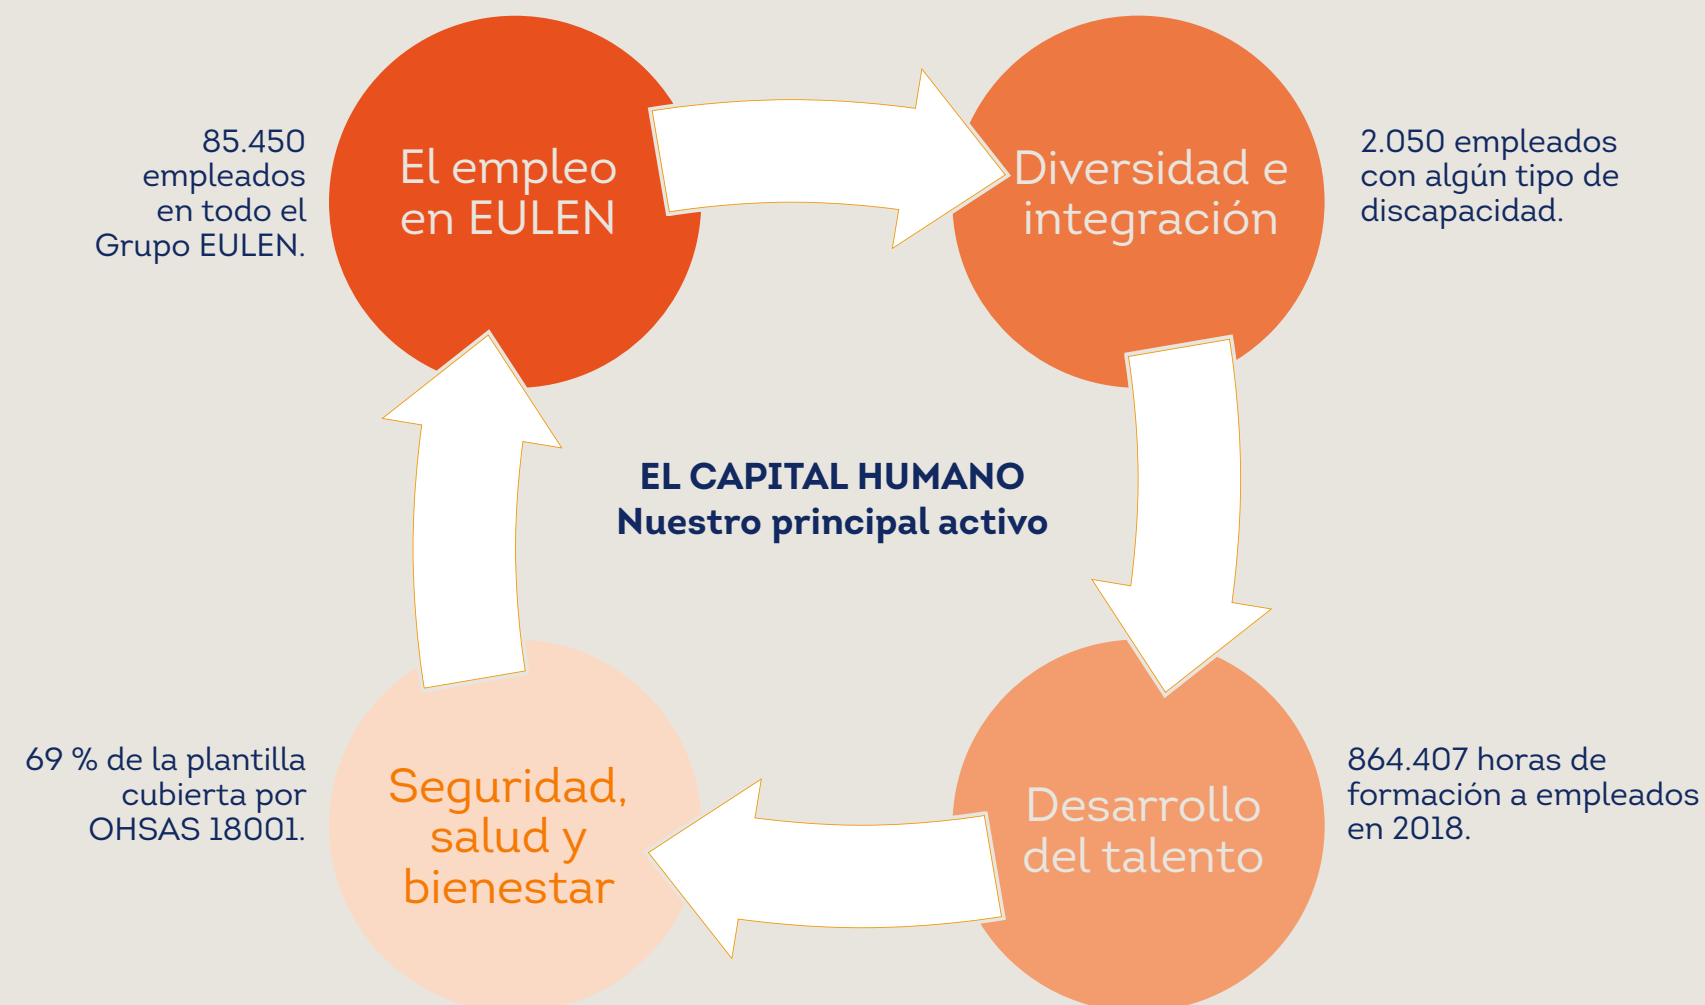 85.450
empleados
en todo el
Grupo EULEN.
El empleo
en EULEN
Diversidad e
integración
2.050 empleados
con algún tipo de
discapacidad.
EL CAPITAL HUMANO
Nuestro principal activo
69 % de la plantilla
cubierta por
OHSAS 18001.
Seguridad,
salud y
bienestar
Desarrollo
del talento
864.407 horas de
formación a empleados
en 2018.